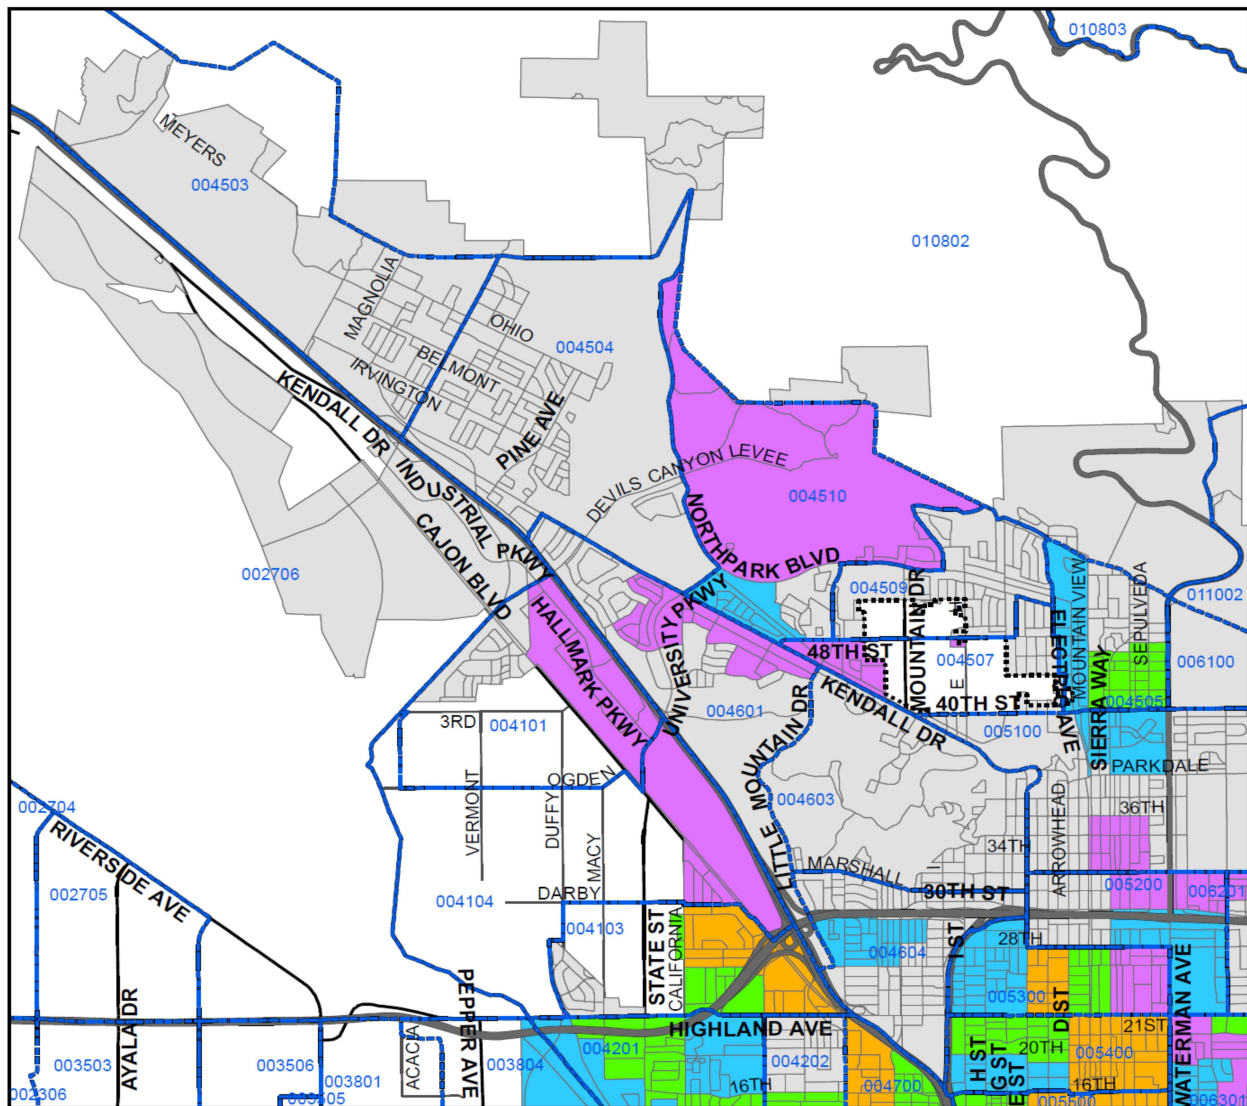 010803
MEYERS
004503
010802
MAGNOLIA
OHIO
004504
BELMONT
IRVINGTON
KENDALL DR
PINE AVE
INDUSTRIAL PKWY
DEVILS CANYON LEVEE
004510
CAJON BLVD
NORTHPARK BLVD
002706
HALLMARK PKWY
UNIVERSITY PKWY
004509
MOUNTAIN DR
ELECTRIC AVE
MOUNTAIN VIEW
SEPULVEDA
011002
48TH ST
004507
006100
E
KENDALL DR
40TH ST
SIERRA WAY
004505
3RD
004101
004601
005100
LITTLE MOUNTAIN DR
PARKDALE
OGDEN
VERMONT
DUFFY
MACY
004603
ARROWHEAD
36TH
002704
RIVERSIDE AVE
34TH
MARSHALL
I
30TH ST
005200
006201
002705
DARBY
004104
004103
STATE ST
CALIFORNIA
004604
I ST
28TH
005300
D ST
WATERMAN AVE
AYALA DR
PEPPER AVE
HIGHLAND AVE
21ST
003503
003506
003801
ACACIA
003804
004201
004202
20TH
005400
H ST
G ST
E ST
16TH
004700
16TH
002306
006301